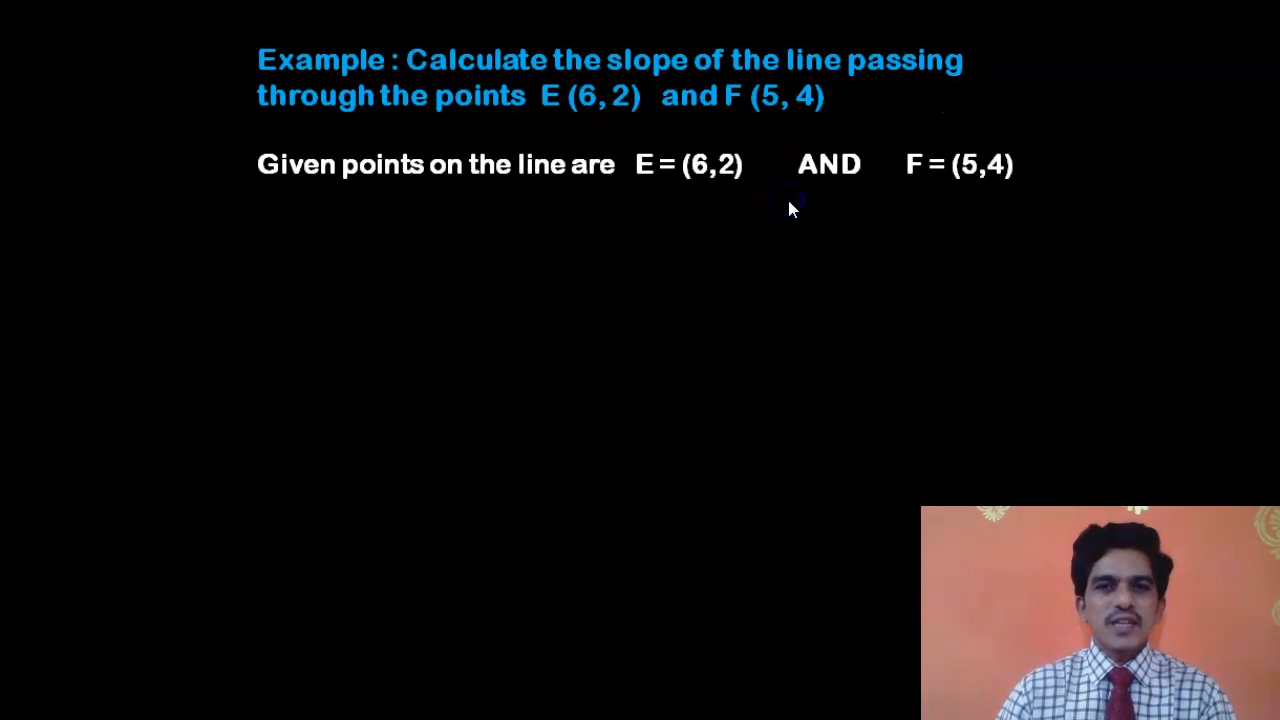 Example : Calculate the slope of the line passing
through the points E (6, 2) and F (5, 4)
Given points on the line are E = (6,2) AND F = (5,4)